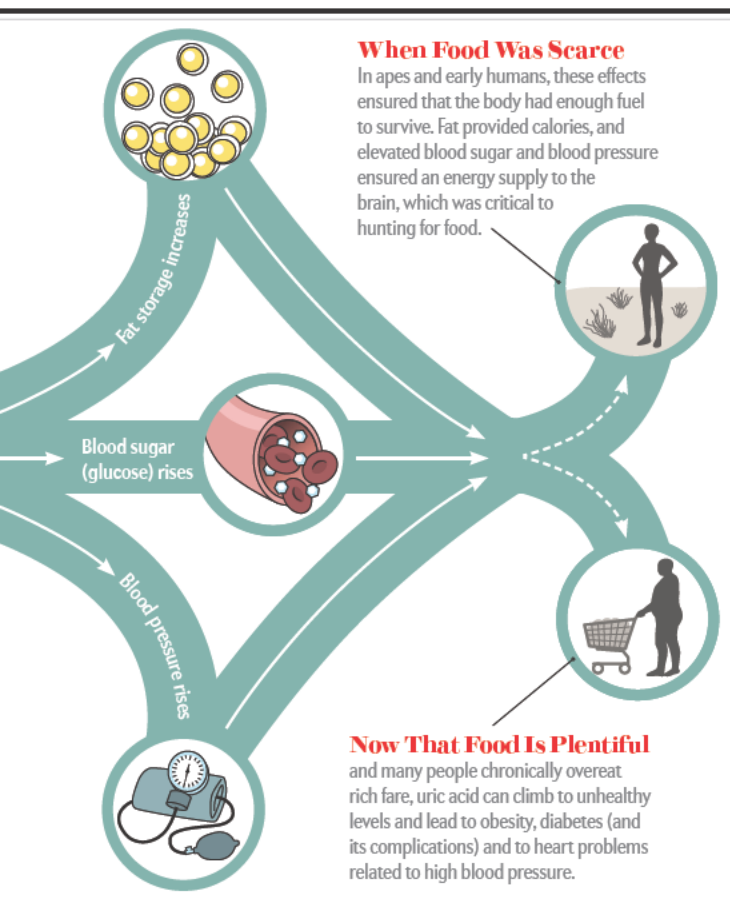 When Food Was Scarce
In apes and early humans, these effects
ensured that the body had enough fuel
to survive. Fat provided calories, and
elevated blood sugar and blood pressure
ensured an energy supply to the
brain, which was critical to
hunting for food.
Fat storage increases
Blood sugar
(glucose) rises
Blood pressure rises
Now That Food Is Plentiful
and many people chronically overeat
rich fare, uric acid can climb to unhealthy
levels and lead to obesity, diabetes (and
its complications) and to heart problems
related to high blood pressure.